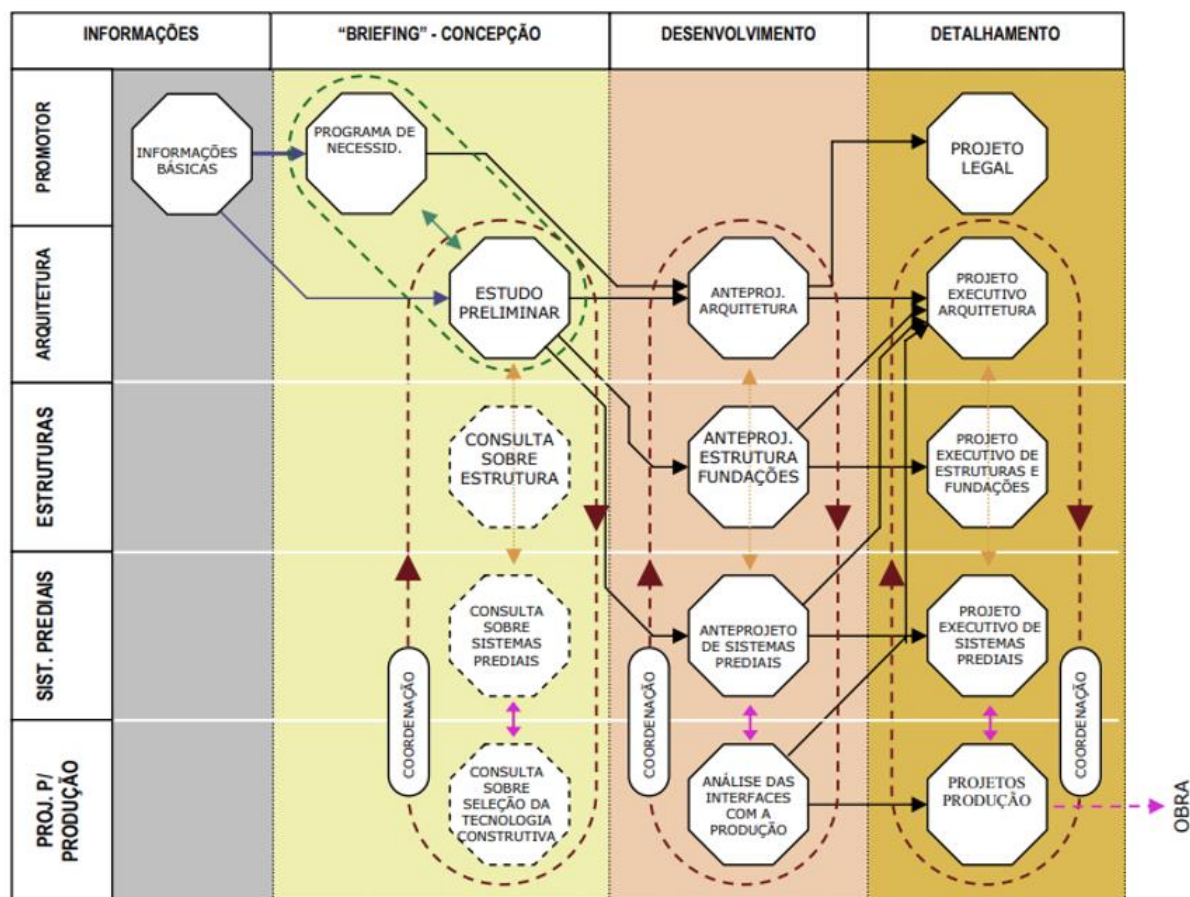 INFORMAÇÕES
“BRIEFING” - CONCEPÇÃO
DESENVOLVIMENTO
DETALHAMENTO
PROMOTOR
INFORMAÇÕES
BÁSICAS
PROGRAMA DE
NECESSID.
PROJETO
LEGAL
ARQUITETURA
ESTUDO
PRELIMINAR
ANTEPROJ.
ARQUITETURA
PROJETO
EXECUTIVO
ARQUITETURA
ESTRUTURAS
CONSULTA
SOBRE
ESTRUTURA
ANTEPROJ.
ESTRUTURA
FUNDAÇÕES
PROJETO
EXECUTIVO DE
ESTRUTURAS E
FUNDAÇÕES
SIST. PREDIAIS
CONSULTA
SOBRE
SISTEMAS
PREDIAIS
ANTEPROJETO
DE SISTEMAS
PREDIAIS
PROJETO
EXECUTIVO DE
SISTEMAS
PREDIAIS
COORDENAÇÃO
COORDENAÇÃO
COORDENAÇÃO
PROJ. P/
PRODUÇÃO
CONSULTA
SOBRE
SELEÇÃO DA
TECNOLOGIA
CONSTRUTIVA
ANÁLISE DAS
INTERFACES
COM A
PRODUÇÃO
PROJETOS
PRODUÇÃO
OBRA